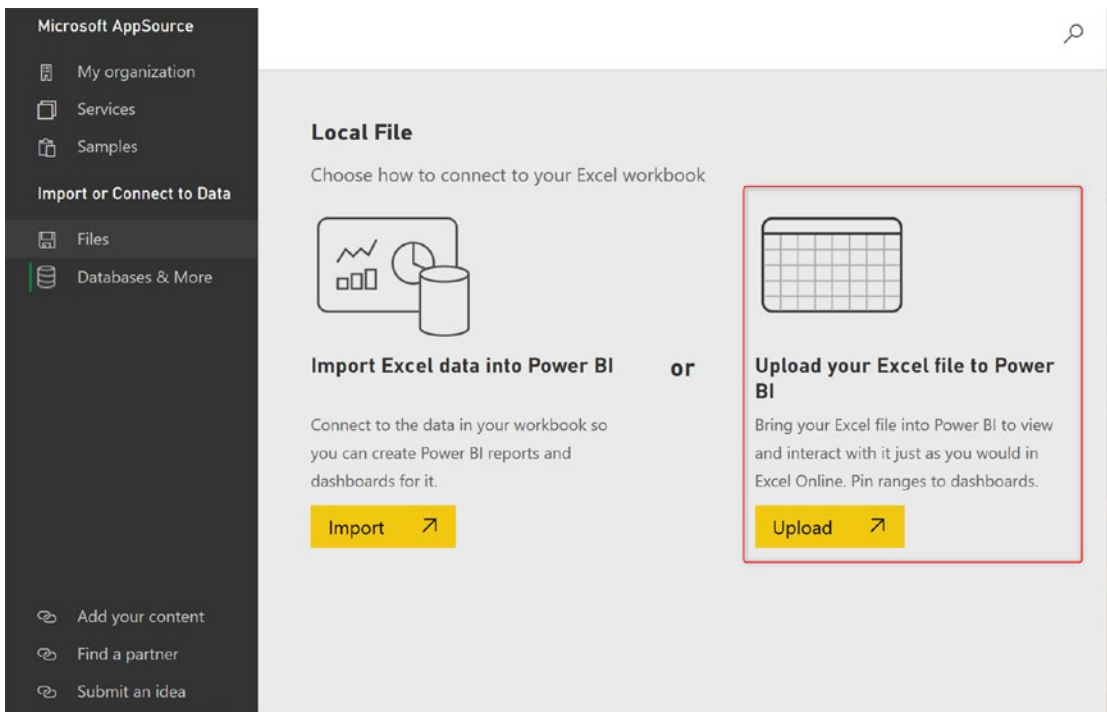 Microsoft AppSource
My organization
Services
Samples
Import or Connect to Data
Files
Databases & More
Add your content
Find a partner
Submit an idea
Local File
Choose how to connect to your Excel workbook
Import Excel data into Power BI
Connect to the data in your workbook so
you can create Power BI reports and
dashboards for it.
Import
or
Upload your Excel file to Power
BI
Bring your Excel file into Power BI to view
and interact with it just as you would in
Excel Online. Pin ranges to dashboards.
Upload